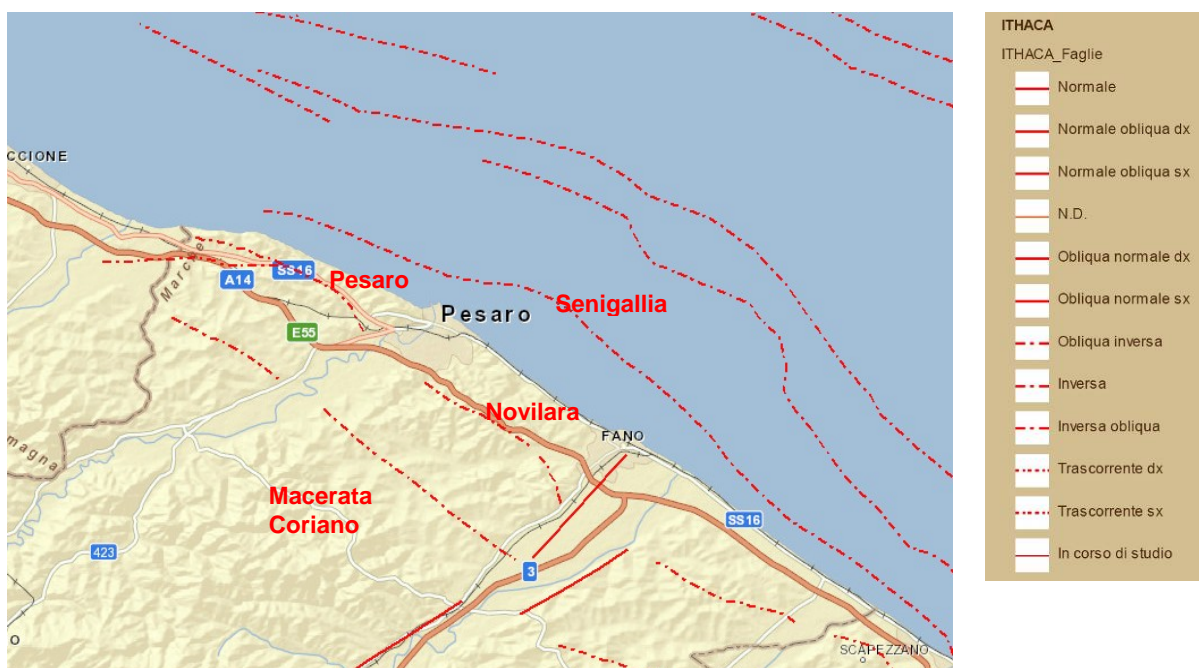 CCIONE
Marche
SS16
A14
Pesaro
Pesaro
Senigallia
E55
Novilara
FANO
magna
Macerata
Coriano
SS16
423
3
o
SCAPEZZANO
ITHACA
ITHACA_Faglie
Normale
Normale obliqua dx
Normale obliqua sx
N.D.
Obliqua normale dx
Obliqua normale sx
Obliqua inversa
Inversa
Inversa obliqua
Trascorrente dx
Trascorrente sx
In corso di studio